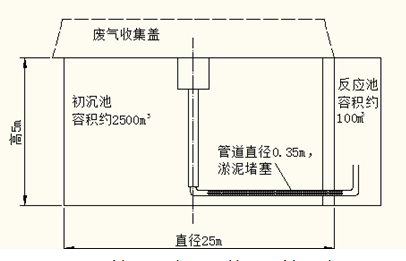 废气收集盖
初沉池
容积约2500m³
反应池
容积约
100m³
高5m
管道直径0.35m，
淤泥堵塞
直径25m